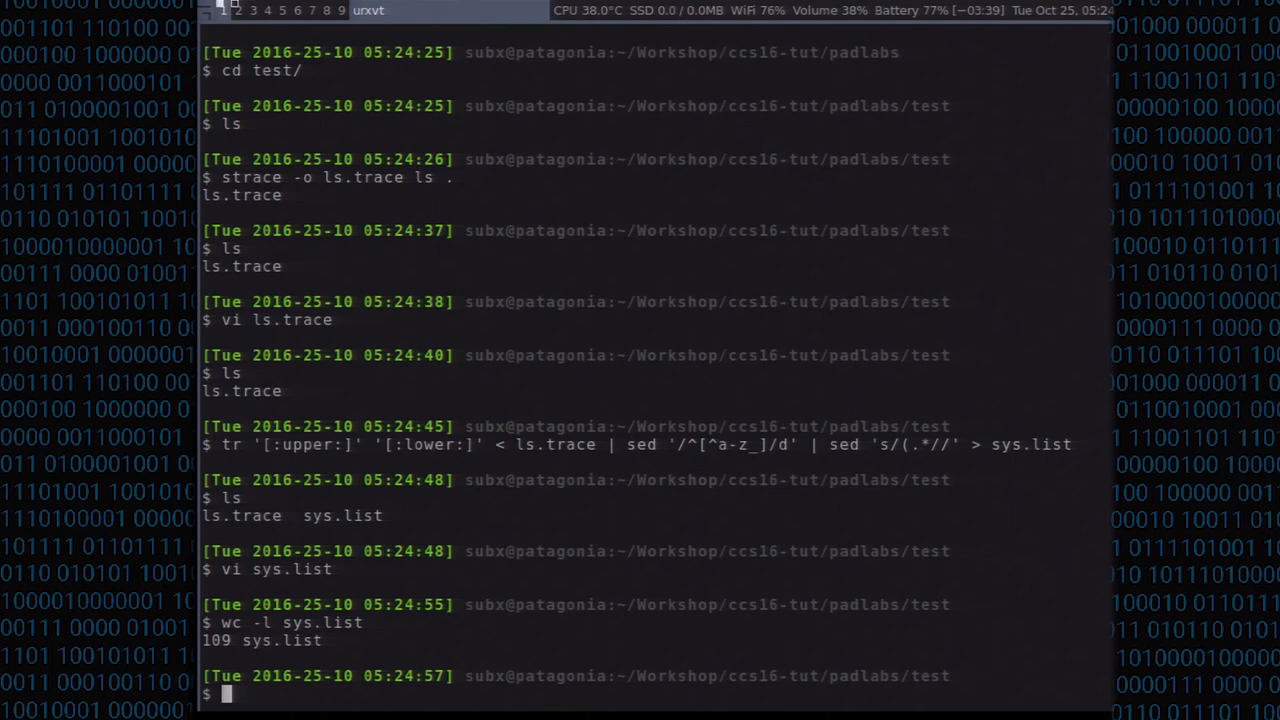 1 2 3 4 5 6 7 8 9 urxvt CPU 38.0°C SSD 0.0 / 0.0MB WiFi 76% Volume 38% Battery 77% [−03:39] Tue Oct 25, 05:24
[Tue 2016-25-10 05:24:25] subx@patagonia:~/Workshop/ccs16-tut/padlabs
$ cd test/
[Tue 2016-25-10 05:24:25] subx@patagonia:~/Workshop/ccs16-tut/padlabs/test
$ ls
[Tue 2016-25-10 05:24:26] subx@patagonia:~/Workshop/ccs16-tut/padlabs/test
$ strace -o ls.trace ls .
ls.trace
[Tue 2016-25-10 05:24:37] subx@patagonia:~/Workshop/ccs16-tut/padlabs/test
$ ls
ls.trace
[Tue 2016-25-10 05:24:38] subx@patagonia:~/Workshop/ccs16-tut/padlabs/test
$ vi ls.trace
[Tue 2016-25-10 05:24:40] subx@patagonia:~/Workshop/ccs16-tut/padlabs/test
$ ls
ls.trace
[Tue 2016-25-10 05:24:45] subx@patagonia:~/Workshop/ccs16-tut/padlabs/test
$ tr '[:upper:]' '[:lower:]' < ls.trace | sed '/^[^a-z_]/d' | sed 's/(.*//' > sys.list
[Tue 2016-25-10 05:24:48] subx@patagonia:~/Workshop/ccs16-tut/padlabs/test
$ ls
ls.trace  sys.list
[Tue 2016-25-10 05:24:48] subx@patagonia:~/Workshop/ccs16-tut/padlabs/test
$ vi sys.list
[Tue 2016-25-10 05:24:55] subx@patagonia:~/Workshop/ccs16-tut/padlabs/test
$ wc -l sys.list
109 sys.list
[Tue 2016-25-10 05:24:57] subx@patagonia:~/Workshop/ccs16-tut/padlabs/test
$